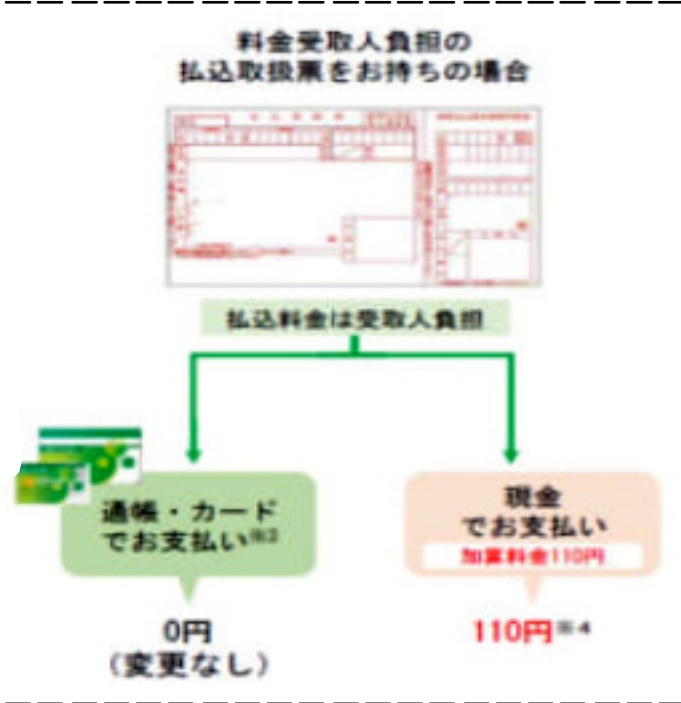 料金受取人負担の
払込取扱票をお持ちの場合
払込料金は受取人負担
通帳・カード
でお支払い
現金
でお支払い
加算料金110円
0円
(変更なし)
110円※4